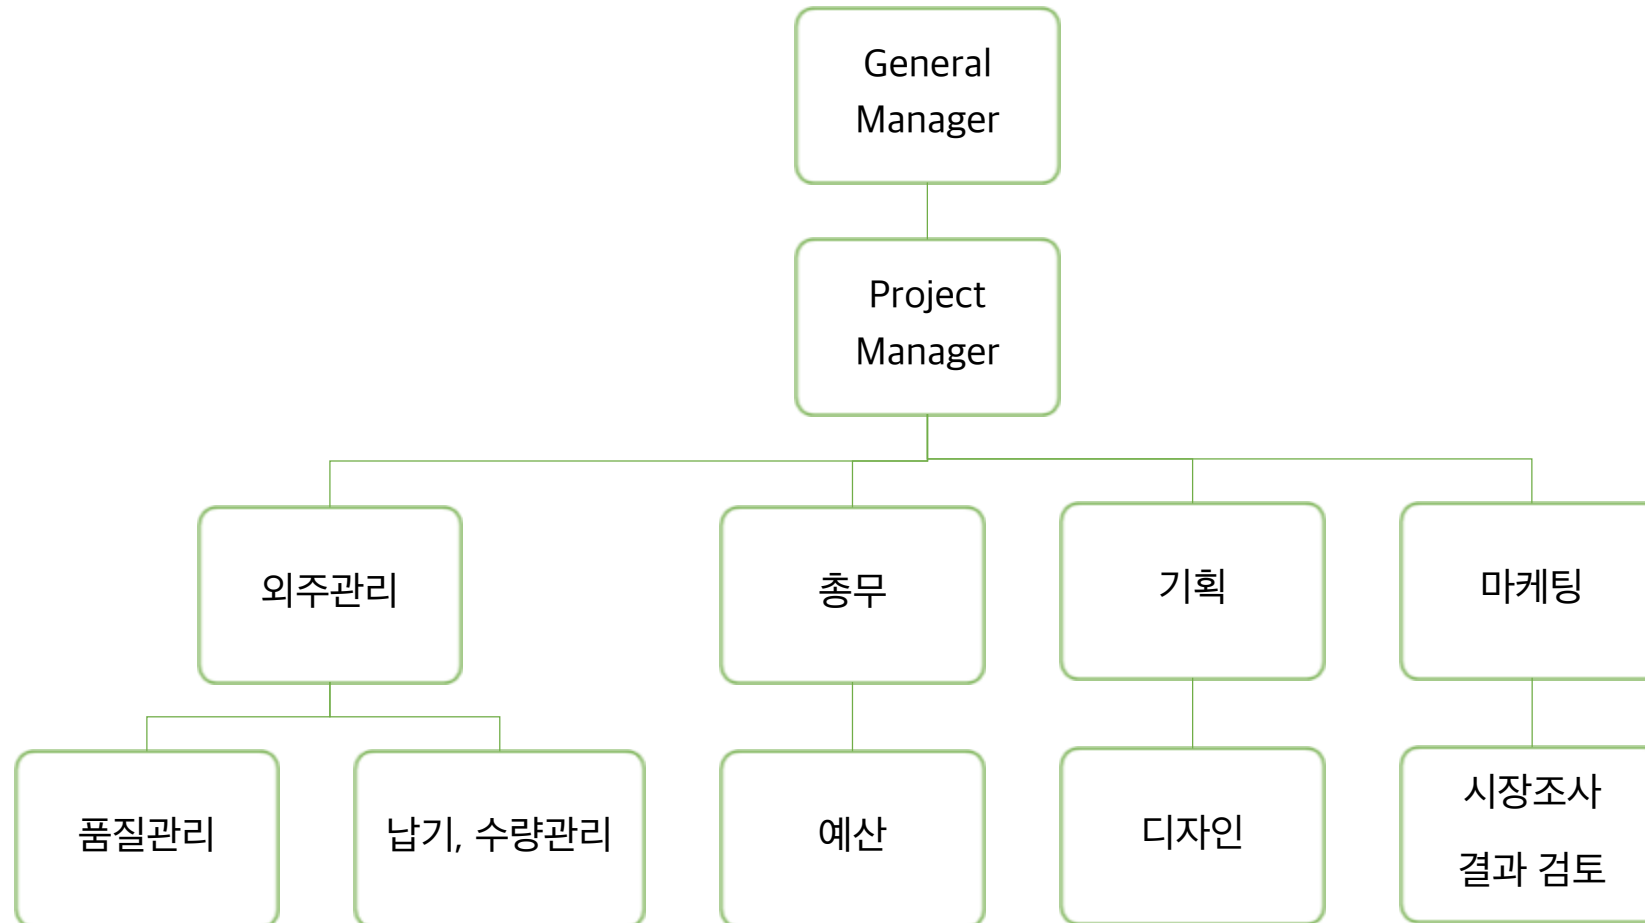 General
Manager
Project
Manager
외주관리
총무
기획
마케팅
품질관리
납기, 수량관리
예산
디자인
시장조사
결과 검토